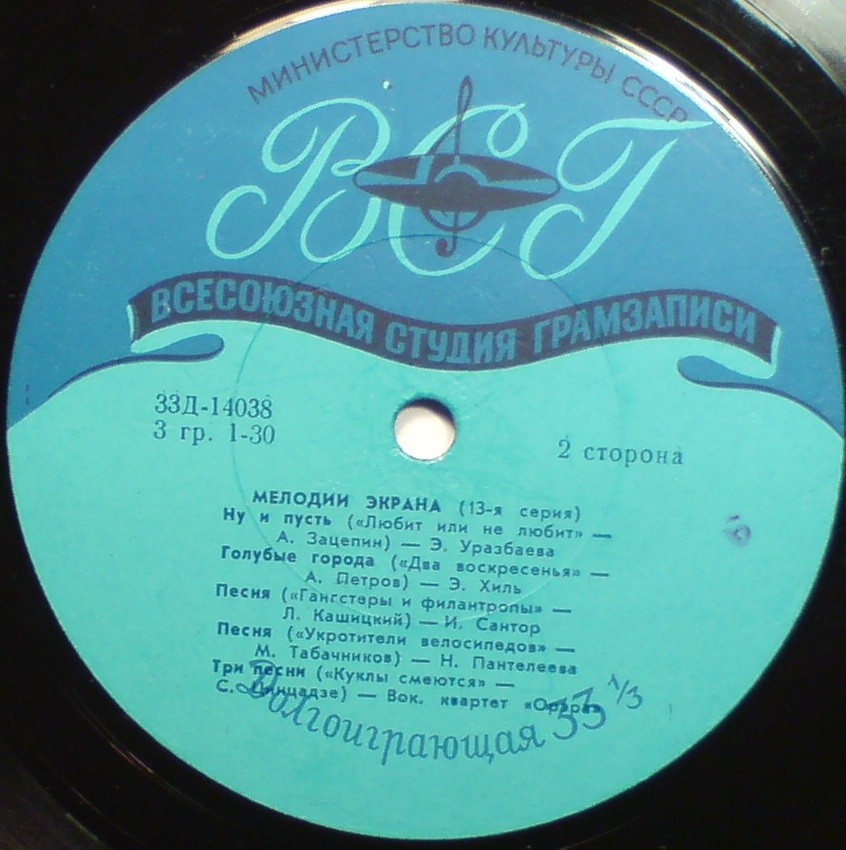 МИНИСТЕРСТВО КУЛЬТУРЫ СССР
ВСГ
ВСЕСОЮЗНАЯ СТУДИЯ ГРАМЗАПИСИ
33Д-14038
3 гр. 1-30
2 сторона
МЕЛОДИИ ЭКРАНА (13-я серия)
Ну и пусть («Любит или не любит» —
А. Зацепин) — Э. Уразбаева
Голубые города («Два воскресенья» —
А. Петров) — Э. Хиль
Песня («Гангстеры и филантропы» —
Л. Кашицкий) — И. Сантор
Песня («Укротители велосипедов» —
М. Табачников) — Н. Пантелеева
Три песни («Куклы смеются» —
С. Цинцадзе) — Вок. квартет «Орэра»
Долгоиграющая 33 1/3